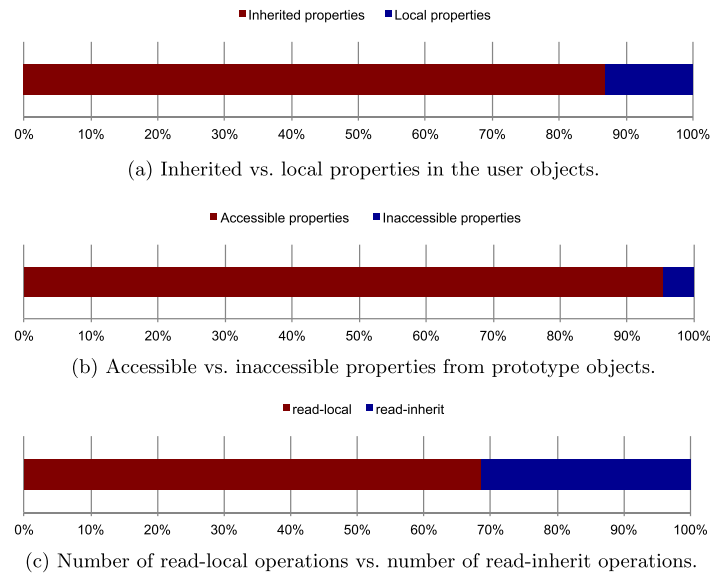 Inherited properties Local properties
0% 10% 20% 30% 40% 50% 60% 70% 80% 90% 100%
(a) Inherited vs. local properties in the user objects.
Accessible properties Inaccessible properties
0% 10% 20% 30% 40% 50% 60% 70% 80% 90% 100%
(b) Accessible vs. inaccessible properties from prototype objects.
read-local read-inherit
0% 10% 20% 30% 40% 50% 60% 70% 80% 90% 100%
(c) Number of read-local operations vs. number of read-inherit operations.